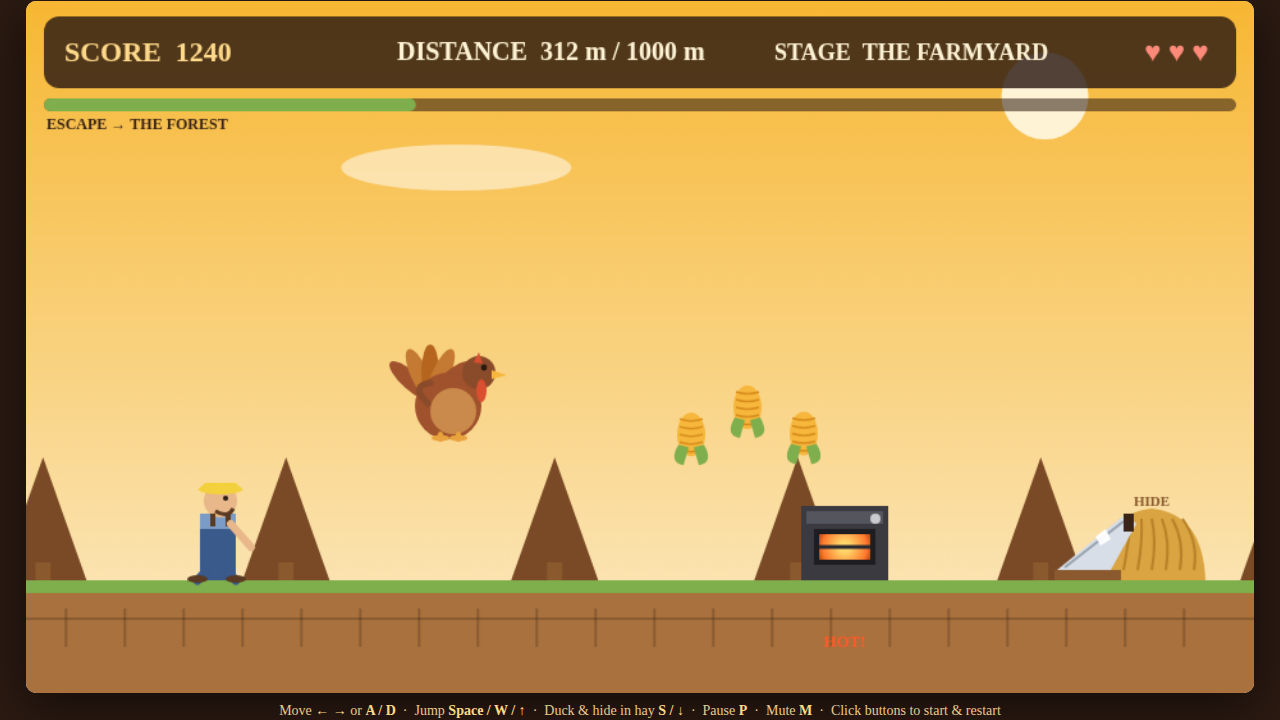 SCORE 1240
DISTANCE 312 m / 1000 m
STAGE THE FARMYARD
ESCAPE → THE FOREST
HIDE
HOT!
Move ← → or A / D · Jump Space / W / ↑ · Duck & hide in hay S / ↓ · Pause P · Mute M · Click buttons to start & restart